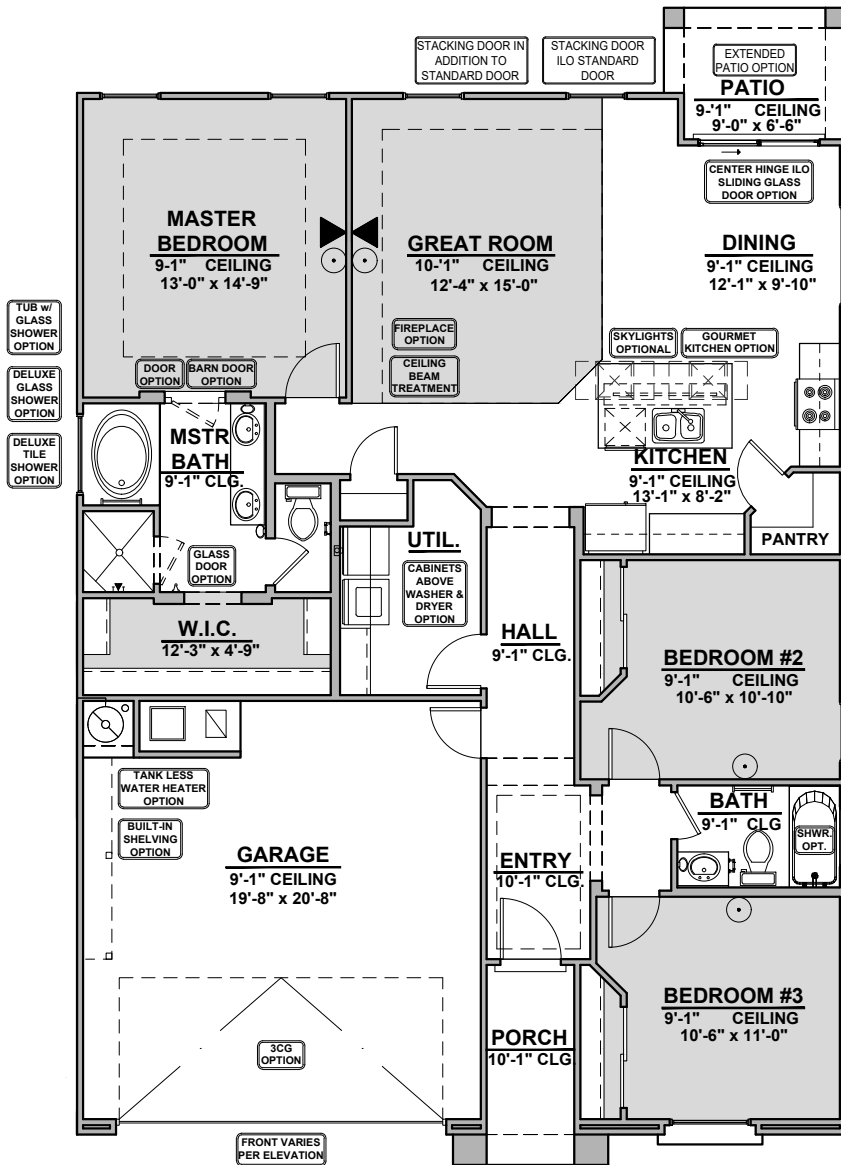 STACKING DOOR IN
ADDITION TO
STANDARD DOOR
STACKING DOOR
ILO STANDARD
DOOR
EXTENDED
PATIO OPTION
PATIO
9-'1" CEILING
9'-0" x 6'-6"
CENTER HINGE ILO
SLIDING GLASS
DOOR OPTION
MASTER
BEDROOM
9-1" CEILING
13'-0" x 14'-9"
GREAT ROOM
10-'1" CEILING
12'-4" x 15'-0"
DINING
9'-1" CEILING
12'-1" x 9'-10"
TUB w/
GLASS
SHOWER
OPTION
DELUXE
GLASS
SHOWER
OPTION
DELUXE
TILE
SHOWER
OPTION
FIREPLACE
OPTION
CEILING
BEAM
TREATMENT
SKYLIGHTS
OPTIONAL
GOURMET
KITCHEN OPTION
DOOR
OPTION
BARN DOOR
OPTION
MSTR
BATH
9'-1" CLG.
KITCHEN
9'-1" CEILING
13'-1" x 8'-2"
PANTRY
GLASS
DOOR
OPTION
UTIL.
CABINETS
ABOVE
WASHER &
DRYER
OPTION
W.I.C.
12'-3" x 4'-9"
HALL
9'-1" CLG.
BEDROOM #2
9'-1" CEILING
10'-6" x 10'-10"
TANK LESS
WATER HEATER
OPTION
BUILT-IN
SHELVING
OPTION
GARAGE
9'-1" CEILING
19'-8" x 20'-8"
BATH
9'-1" CLG
SHWR.
OPT.
ENTRY
10'-1" CLG.
BEDROOM #3
9'-1" CEILING
10'-6" x 11'-0"
3CG
OPTION
PORCH
10'-1" CLG.
FRONT VARIES
PER ELEVATION